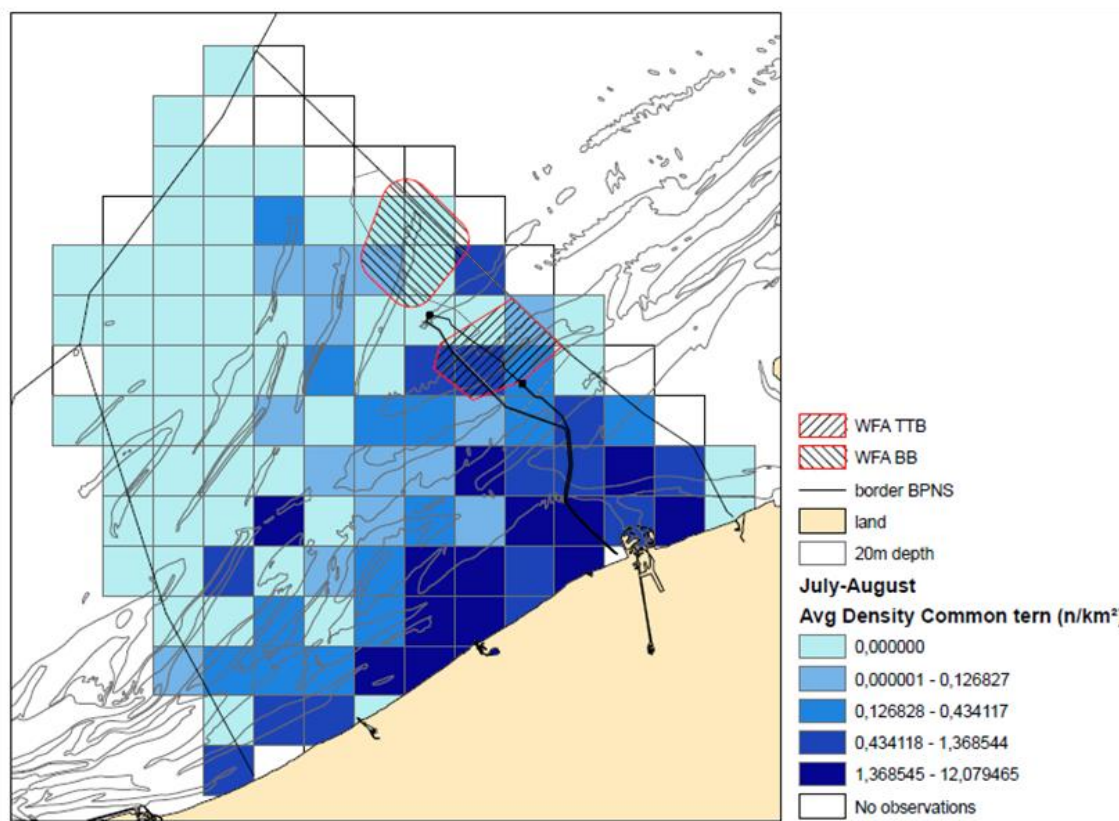 WFA TTB
WFA BB
border BPNS
land
20m depth
July-August
Avg Density Common tern (n/km²)
0,000000
0,000001 - 0,126827
0,126828 - 0,434117
0,434118 - 1,368544
1,368545 - 12,079465
No observations